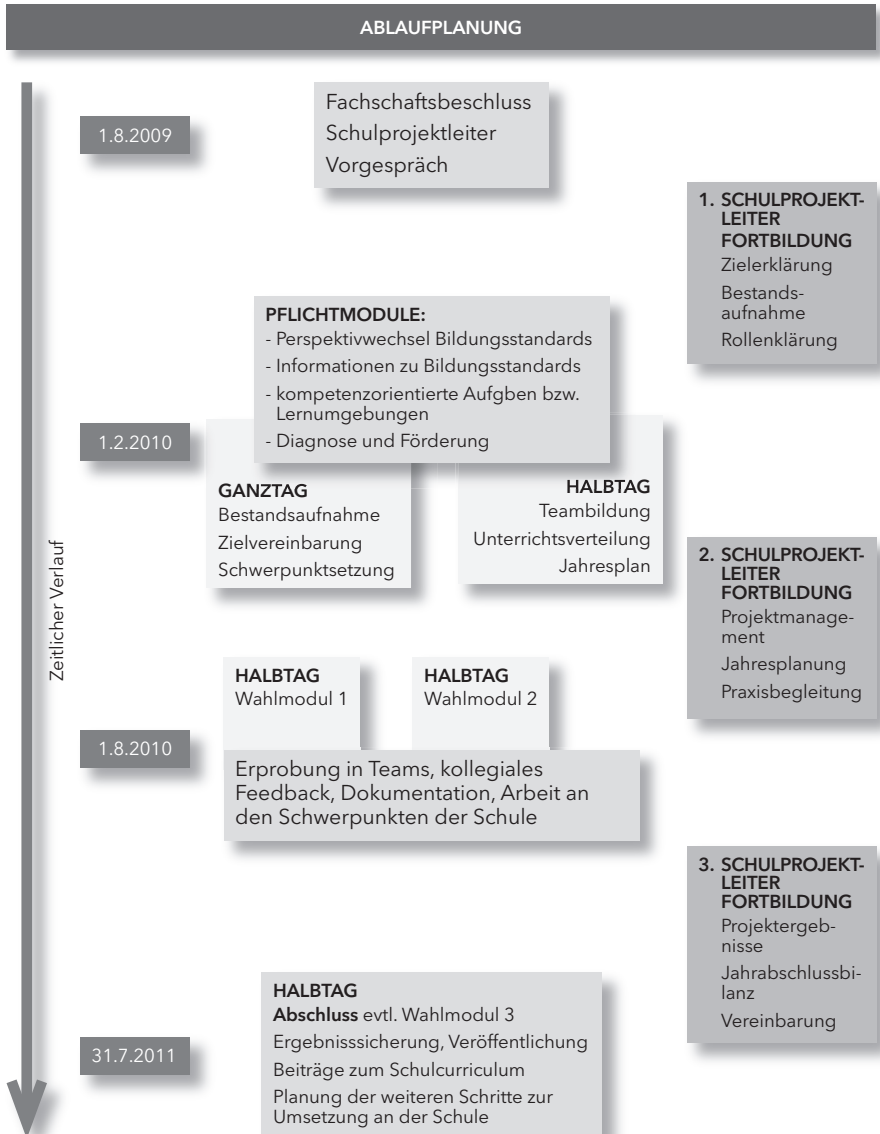 ABLAUFPLANUNG
Zeitlicher Verlauf
1.8.2009
Fachschaftsbeschluss
Schulprojektleiter
Vorgespräch
1. SCHULPROJEKT-
LEITER
FORTBILDUNG
Zielerklärung
Bestands-
aufnahme
Rollenklärung
PFLICHTMODULE:
- Perspektivwechsel Bildungsstandards
- Informationen zu Bildungsstandards
- kompetenzorientierte Aufgben bzw.
Lernumgebungen
- Diagnose und Förderung
1.2.2010
GANZTAG
Bestandsaufnahme
Zielvereinbarung
Schwerpunktsetzung
HALBTAG
Teambildung
Unterrichtsverteilung
Jahresplan
2. SCHULPROJEKT-
LEITER
FORTBILDUNG
Projektmanage-
ment
Jahresplanung
Praxisbegleitung
HALBTAG
Wahlmodul 1
HALBTAG
Wahlmodul 2
1.8.2010
Erprobung in Teams, kollegiales
Feedback, Dokumentation, Arbeit an
den Schwerpunkten der Schule
3. SCHULPROJEKT-
LEITER
FORTBILDUNG
Projektergeb-
nisse
Jahrabschlussbi-
lanz
Vereinbarung
31.7.2011
HALBTAG
Abschluss evtl. Wahlmodul 3
Ergebnisssicherung, Veröffentlichung
Beiträge zum Schulcurriculum
Planung der weiteren Schritte zur
Umsetzung an der Schule